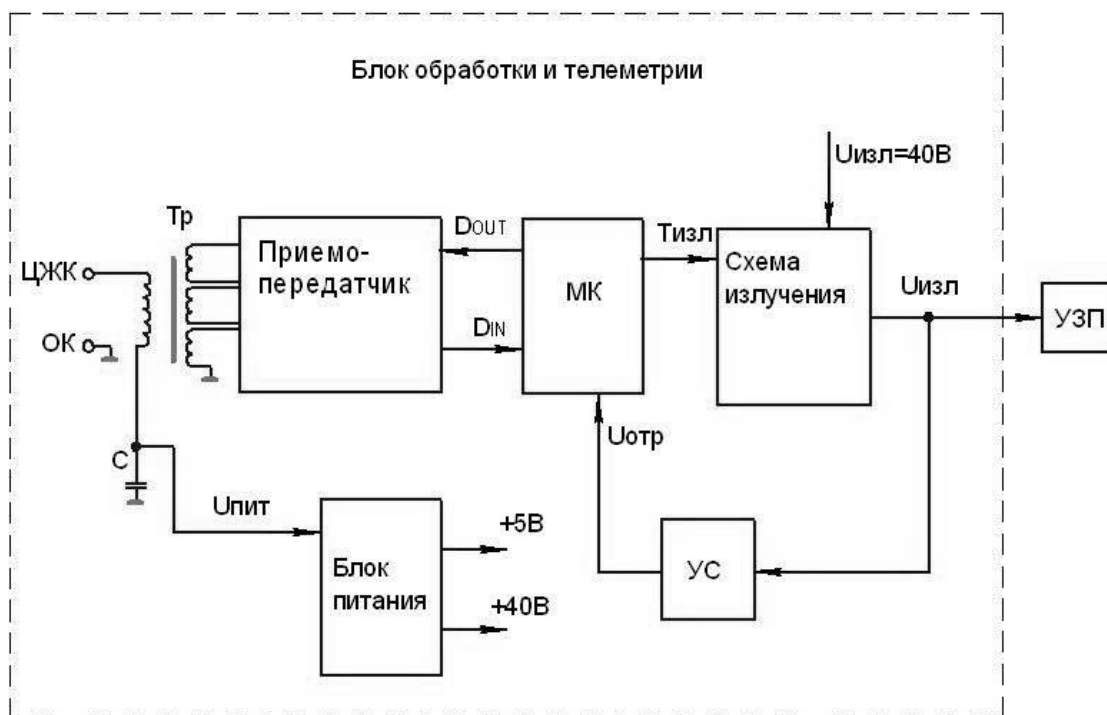 Блок обработки и телеметрии
Uизл=40В
Тр
ЦЖК
ОК
Приемо-
передатчик
DOUT
DIN
МК
Тизл
Схема
излучения
Uизл
УЗП
Uотр
С
Uпит
Блок
питания
+5В
+40В
УС